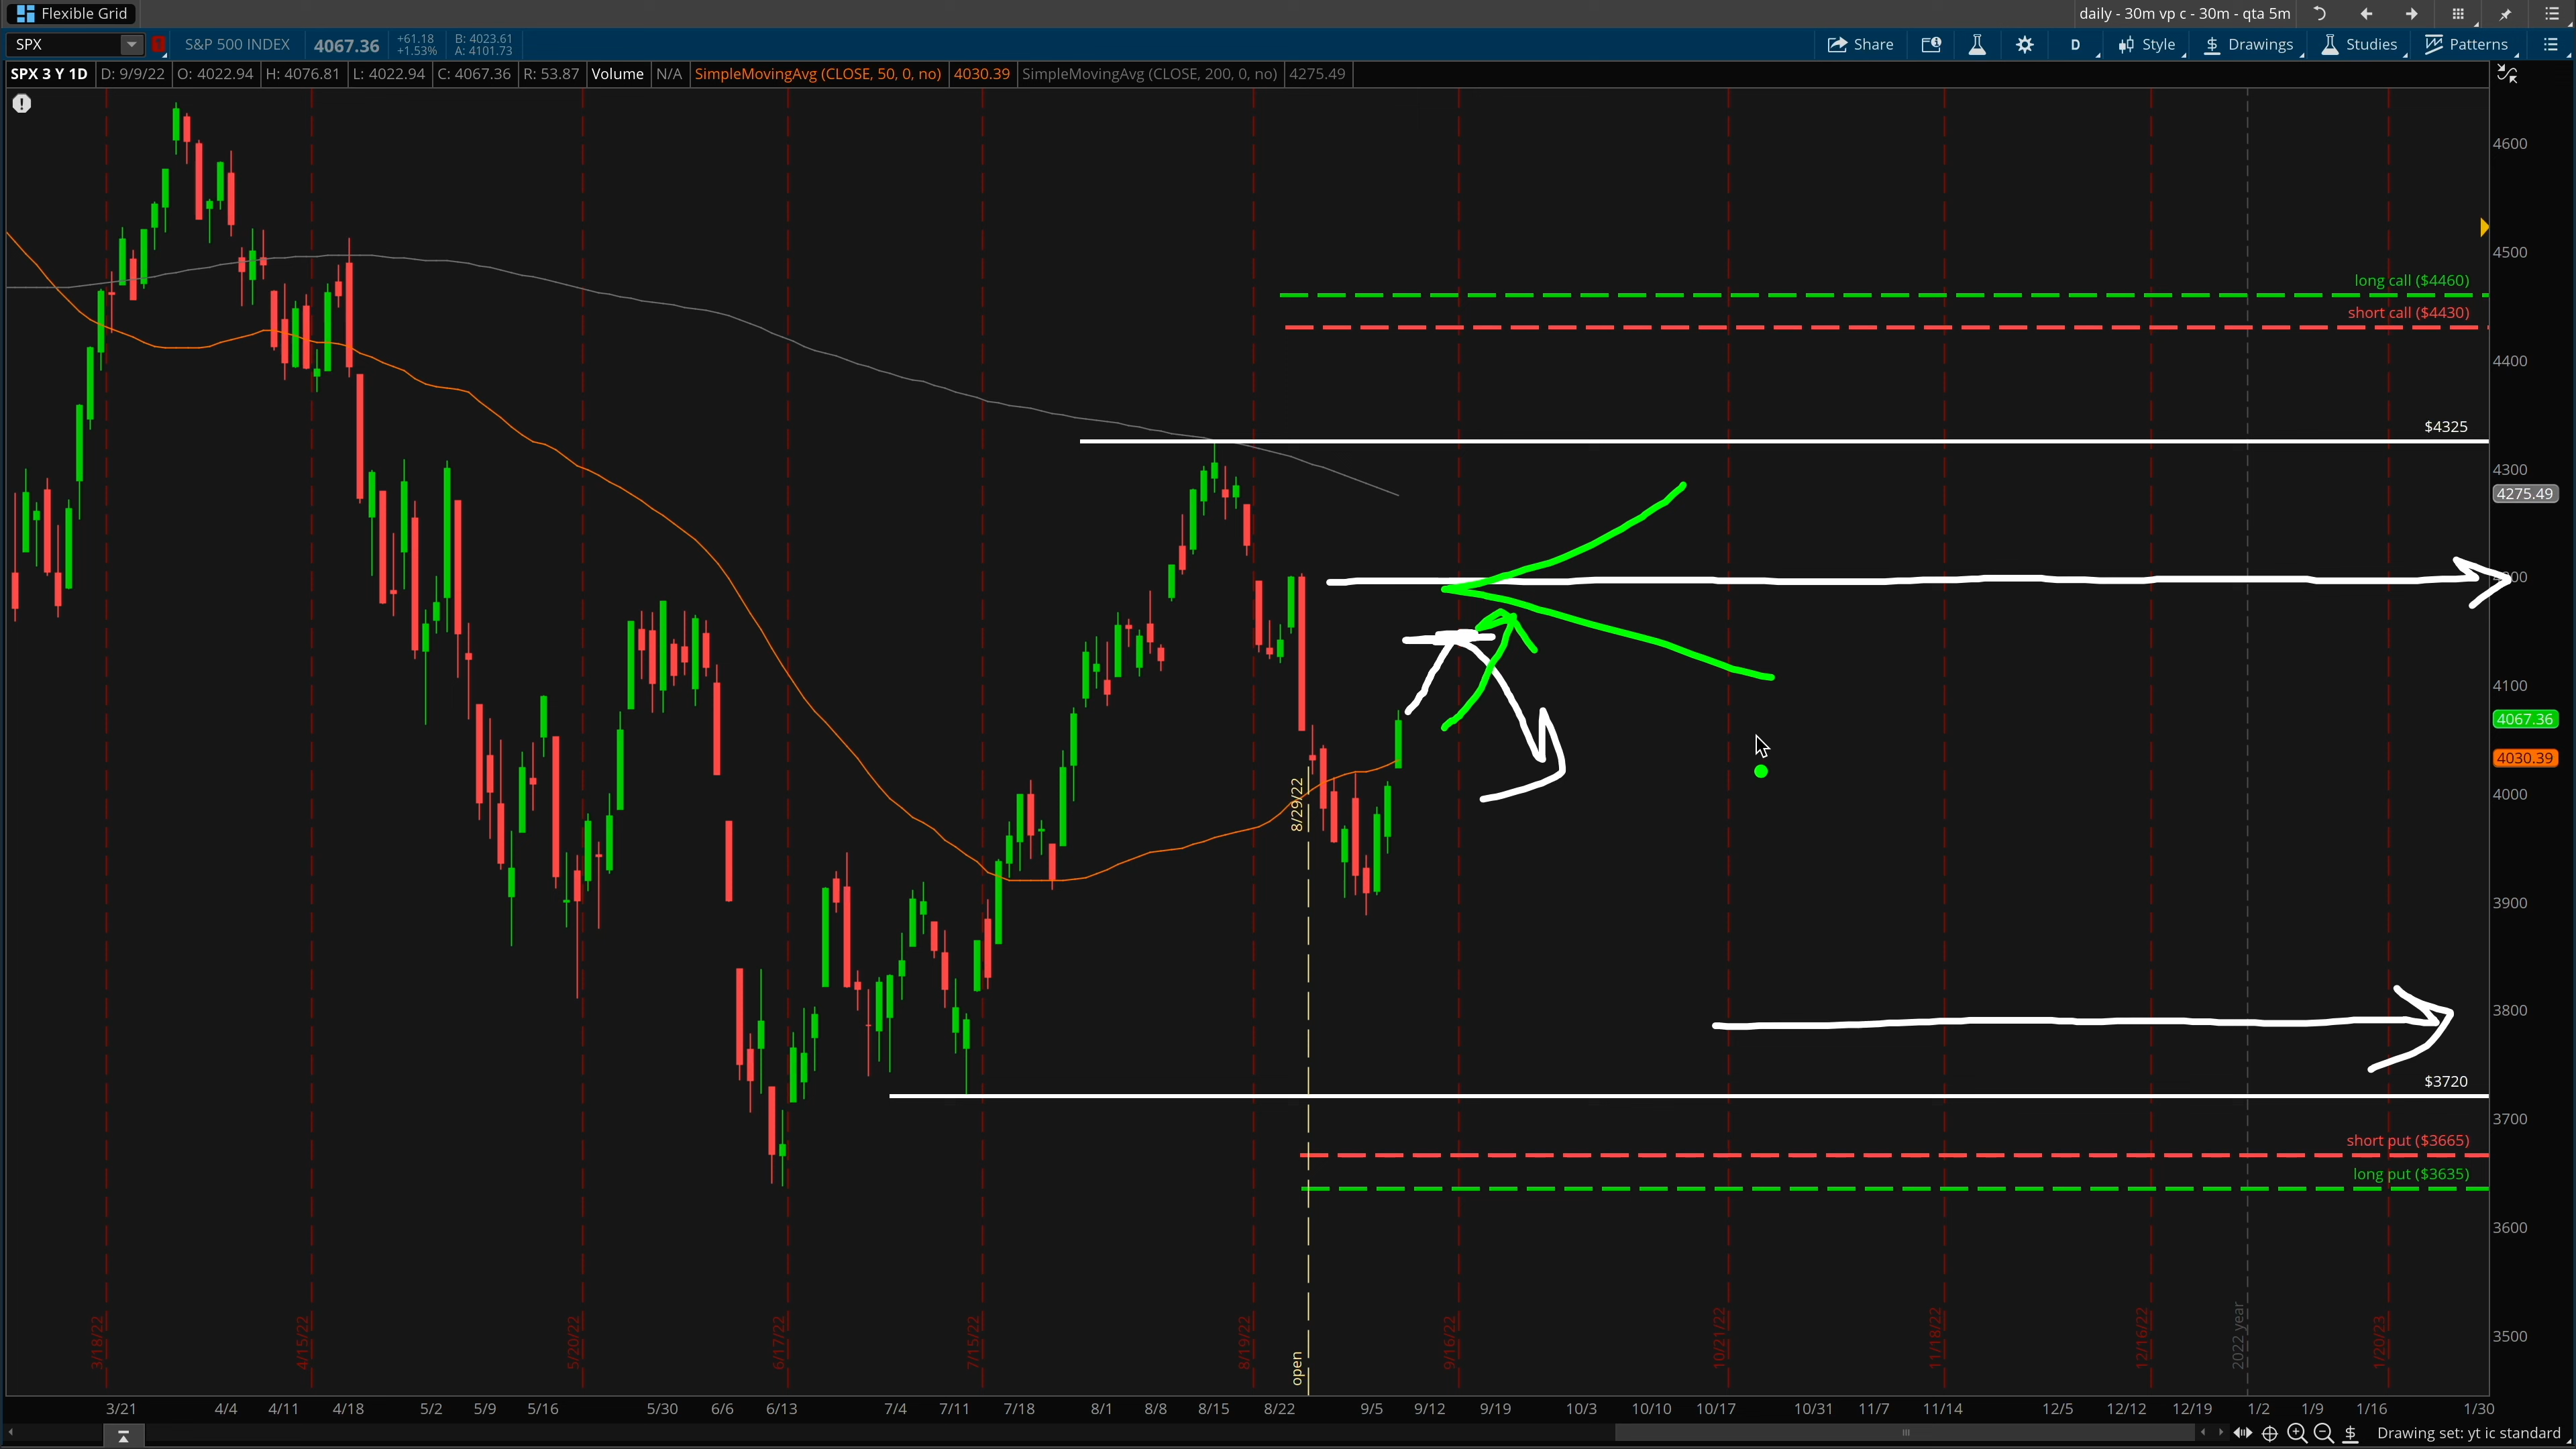 Flexible Grid
daily - 30m vp c - 30m - qta 5m
SPX 1 S&P 500 INDEX 4067.36 +61.18 B: 4023.61
+1.53% A: 4101.73
Share D Style Drawings Studies Patterns
SPX 3 Y 1D D: 9/9/22 O: 4022.94 H: 4076.81 L: 4022.94 C: 4067.36 R: 53.87 Volume N/A SimpleMovingAvg (CLOSE, 50, 0, no) 4030.39 SimpleMovingAvg (CLOSE, 200, 0, no) 4275.49
4600
4500
long call ($4460)
short call ($4430)
4400
$4325
4300
4275.49
4100
4067.36
4030.39
8/29/22
4000
3900
3800
$3720
3700
short put ($3665)
long put ($3635)
3600
3500
3/18/22 4/15/22 5/20/22 6/17/22 7/15/22 8/19/22 open 9/16/22 10/21/22 11/18/22 12/16/22 2022 year 1/20/23
3/21 4/4 4/11 4/18 5/2 5/9 5/16 5/30 6/6 6/13 7/4 7/11 7/18 8/1 8/8 8/15 8/22 9/5 9/12 9/19 10/3 10/10 10/17 10/31 11/7 11/14 12/5 12/12 12/19 1/2 1/9 1/16 1/30
Drawing set: yt ic standard